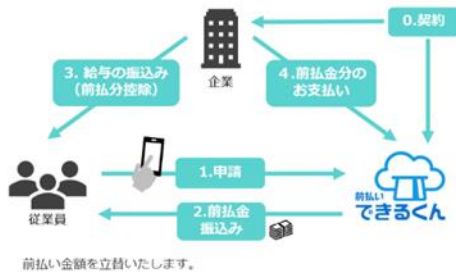 0.契約
企業
3. 給与の振込み
（前払分控除）
4.前払金分の
お支払い
1.申請
従業員
2.前払金
振込み
前払い
できるくん
前払い金額を立替いたします。